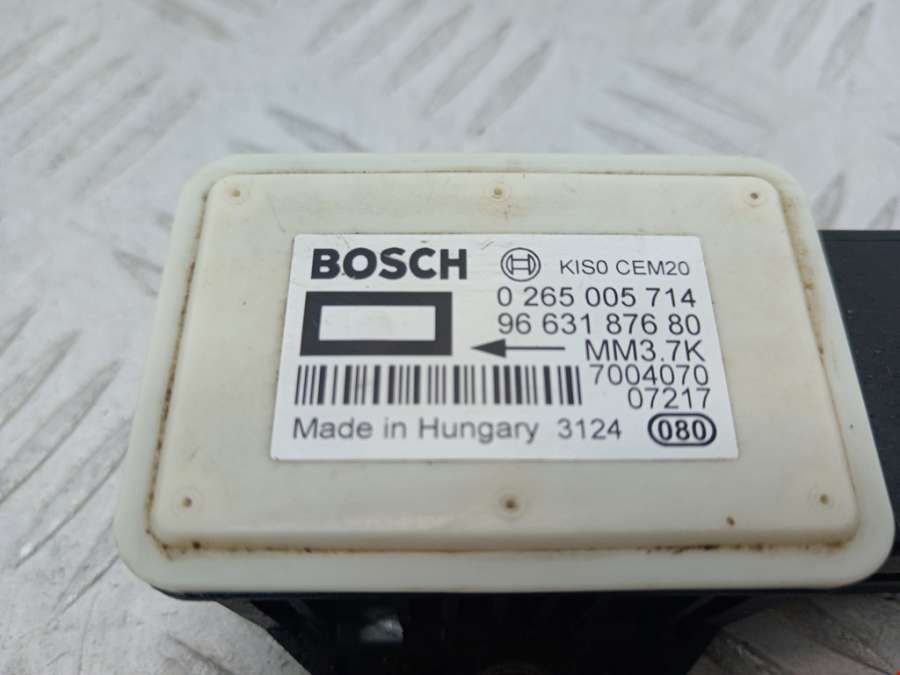 BOSCH KIS0 CEM20
0 265 005 714
96 631 876 80
MM3.7K
7004070
07217
Made in Hungary 3124 080